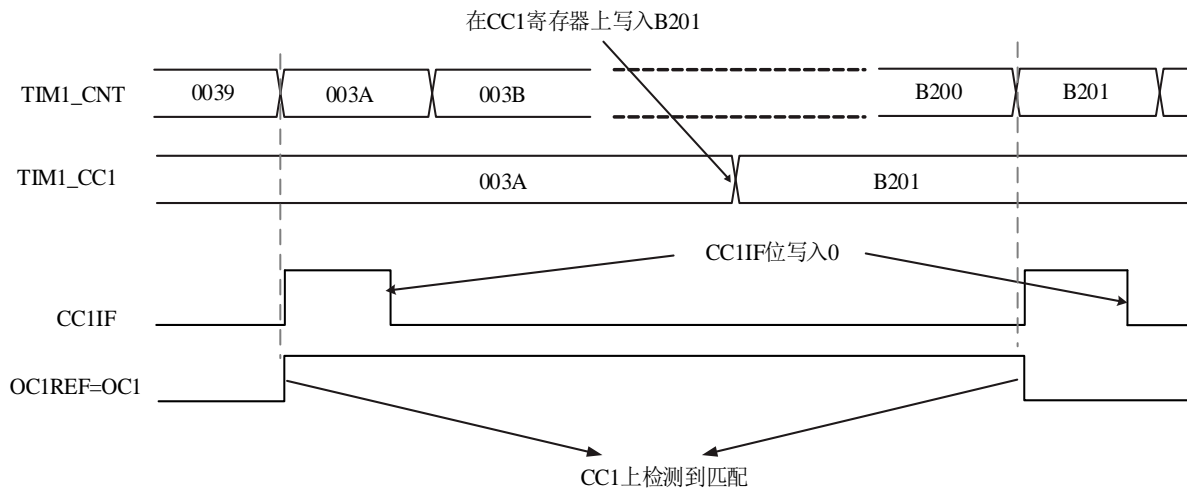 在CC1寄存器上写入B201
TIM1_CNT 0039 003A 003B B200 B201
TIM1_CC1 003A B201
CC1IF位写入0
CC1IF
OC1REF=OC1
CC1上检测到匹配